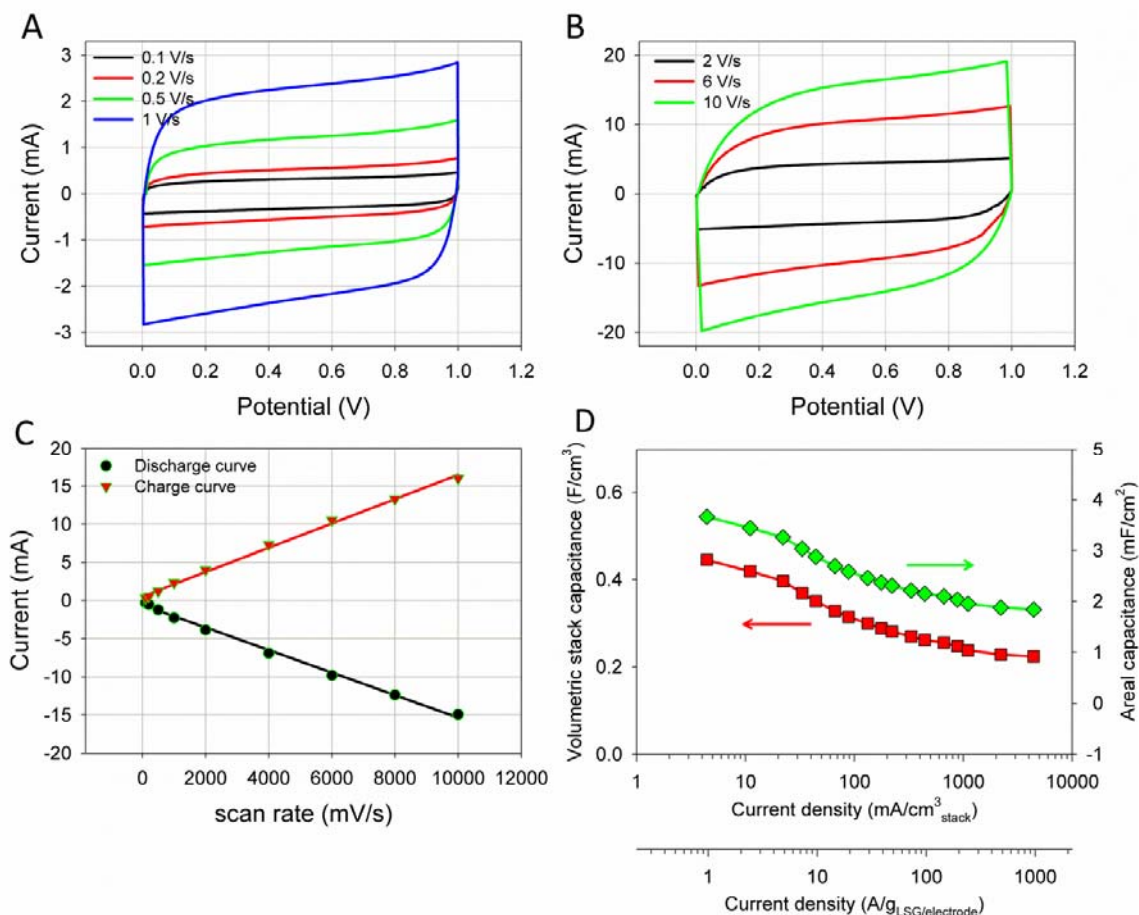 A
3
2
1
0
-1
-2
-3
Current (mA)
0.1 V/s
0.2 V/s
0.5 V/s
1 V/s
0.0 0.2 0.4 0.6 0.8 1.0 1.2
Potential (V)
B
20
10
0
-10
-20
Current (mA)
2 V/s
6 V/s
10 V/s
0.0 0.2 0.4 0.6 0.8 1.0 1.2
Potential (V)
C
20
15
10
5
0
-5
-10
-15
-20
Current (mA)
Discharge curve
Charge curve
0 2000 4000 6000 8000 10000 12000
scan rate (mV/s)
D
0.6
0.4
0.2
0.0
Volumetric stack capacitance (F/cm³)
5
4
3
2
1
0
-1
Areal capacitance (mF/cm²)
1 10 100 1000 10000
Current density (mA/cm³stack)
1 10 100 1000
Current density (A/gLSG/electrode)